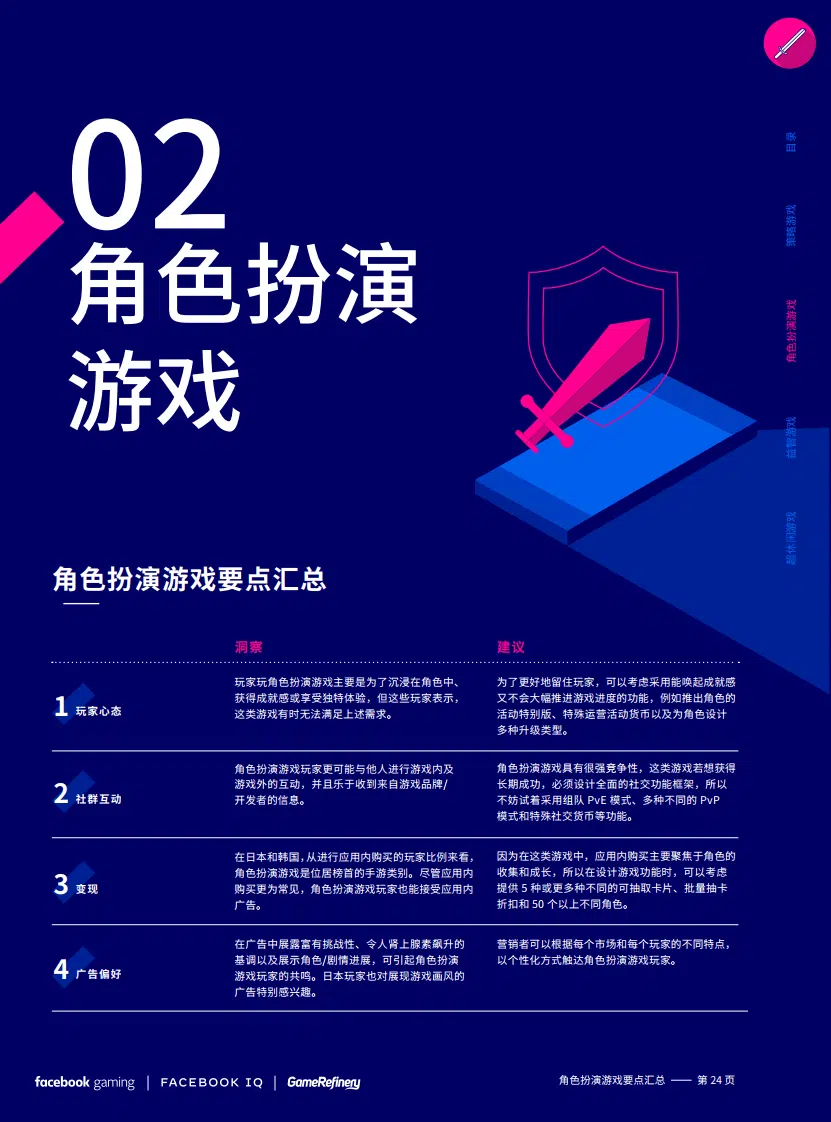 02
角色扮演
游戏
目录
策略游戏
角色扮演游戏
益智游戏
超休闲游戏
角色扮演游戏要点汇总
洞察
建议
1 玩家心态
玩家玩角色扮演游戏主要是为了沉浸在角色中、
获得成就感或享受独特体验，但这些玩家表示，
这类游戏有时无法满足上述需求。
为了更好地留住玩家，可以考虑采用能唤起成就感
又不会大幅推进游戏进度的功能，例如推出角色的
活动特别版、特殊运营活动货币以及为角色设计
多种升级类型。
2 社群互动
角色扮演游戏玩家更可能与他人进行游戏内及
游戏外的互动，并且乐于收到来自游戏品牌/
开发者的信息。
角色扮演游戏具有很强竞争性，这类游戏若想获得
长期成功，必须设计全面的社交功能框架，所以
不妨试着采用组队 PvE 模式、多种不同的 PvP
模式和特殊社交货币等功能。
3 变现
在日本和韩国，从进行应用内购买的玩家比例来看，
角色扮演游戏是位居榜首的手游类别。尽管应用内
购买更为常见，角色扮演游戏玩家也能接受应用内
广告。
因为在这类游戏中，应用内购买主要聚焦于角色的
收集和成长，所以在设计游戏功能时，可以考虑
提供 5 种或更多种不同的可抽取卡片、批量抽卡
折扣和 50 个以上不同角色。
4 广告偏好
在广告中展露富有挑战性、令人肾上腺素飙升的
基调以及展示角色/剧情进展，可引起角色扮演
游戏玩家的共鸣。日本玩家也对展现游戏画风的
广告特别感兴趣。
营销者可以根据每个市场和每个玩家的不同特点，
以个性化方式触达角色扮演游戏玩家。
facebook gaming | FACEBOOK IQ | GameRefinery
角色扮演游戏要点汇总 —— 第 24 页